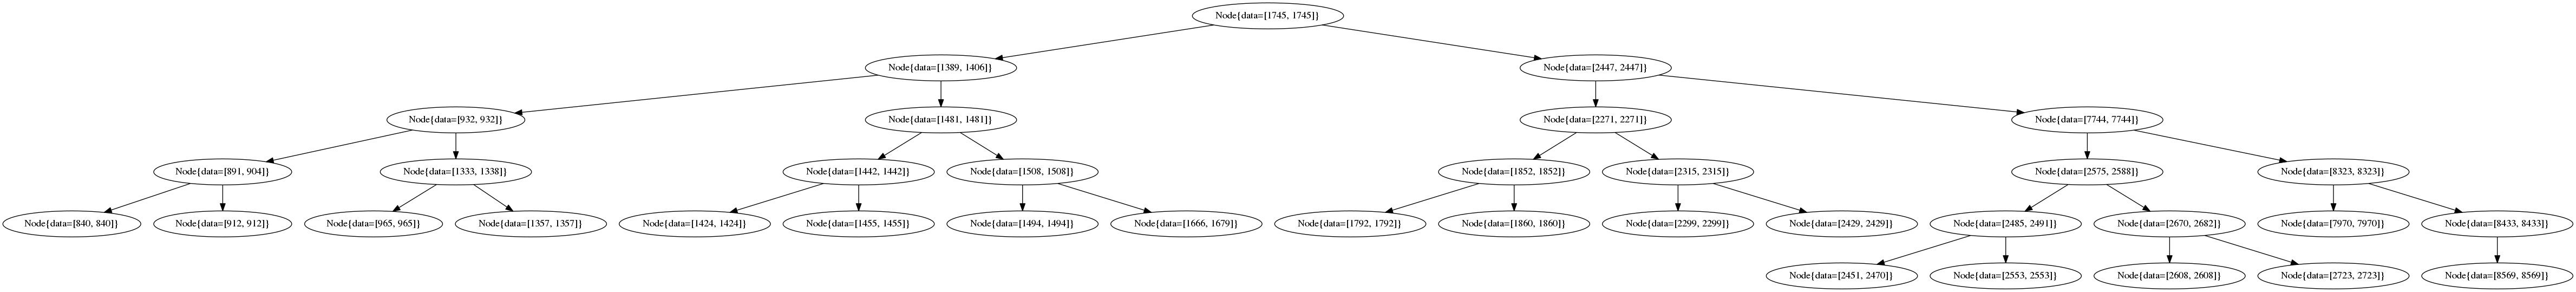 Node{data=[1745, 1745]}
Node{data=[1389, 1406]}
Node{data=[2447, 2447]}
Node{data=[932, 932]}
Node{data=[1481, 1481]}
Node{data=[2271, 2271]}
Node{data=[7744, 7744]}
Node{data=[891, 904]}
Node{data=[1333, 1338]}
Node{data=[1442, 1442]}
Node{data=[1508, 1508]}
Node{data=[1852, 1852]}
Node{data=[2315, 2315]}
Node{data=[2575, 2588]}
Node{data=[8323, 8323]}
Node{data=[840, 840]}
Node{data=[912, 912]}
Node{data=[965, 965]}
Node{data=[1357, 1357]}
Node{data=[1424, 1424]}
Node{data=[1455, 1455]}
Node{data=[1494, 1494]}
Node{data=[1666, 1679]}
Node{data=[1792, 1792]}
Node{data=[1860, 1860]}
Node{data=[2299, 2299]}
Node{data=[2429, 2429]}
Node{data=[2485, 2491]}
Node{data=[2670, 2682]}
Node{data=[7970, 7970]}
Node{data=[8433, 8433]}
Node{data=[2451, 2470]}
Node{data=[2553, 2553]}
Node{data=[2608, 2608]}
Node{data=[2723, 2723]}
Node{data=[8569, 8569]}